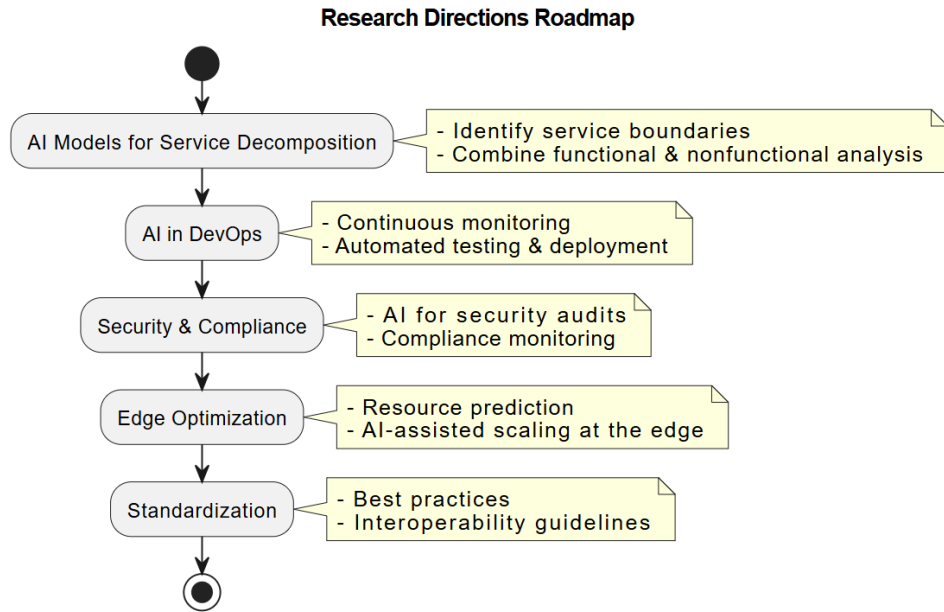 Research Directions Roadmap
AI Models for Service Decomposition
- Identify service boundaries
- Combine functional & nonfunctional analysis
AI in DevOps
- Continuous monitoring
- Automated testing & deployment
Security & Compliance
- AI for security audits
- Compliance monitoring
Edge Optimization
- Resource prediction
- AI-assisted scaling at the edge
Standardization
- Best practices
- Interoperability guidelines